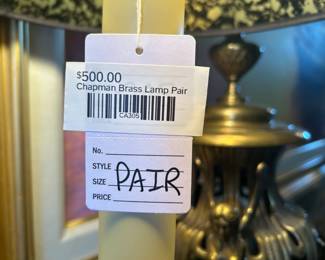 $500.00
Chapman Brass Lamp Pair
CA305
No.
STYLE
SIZE PAIR
PRICE